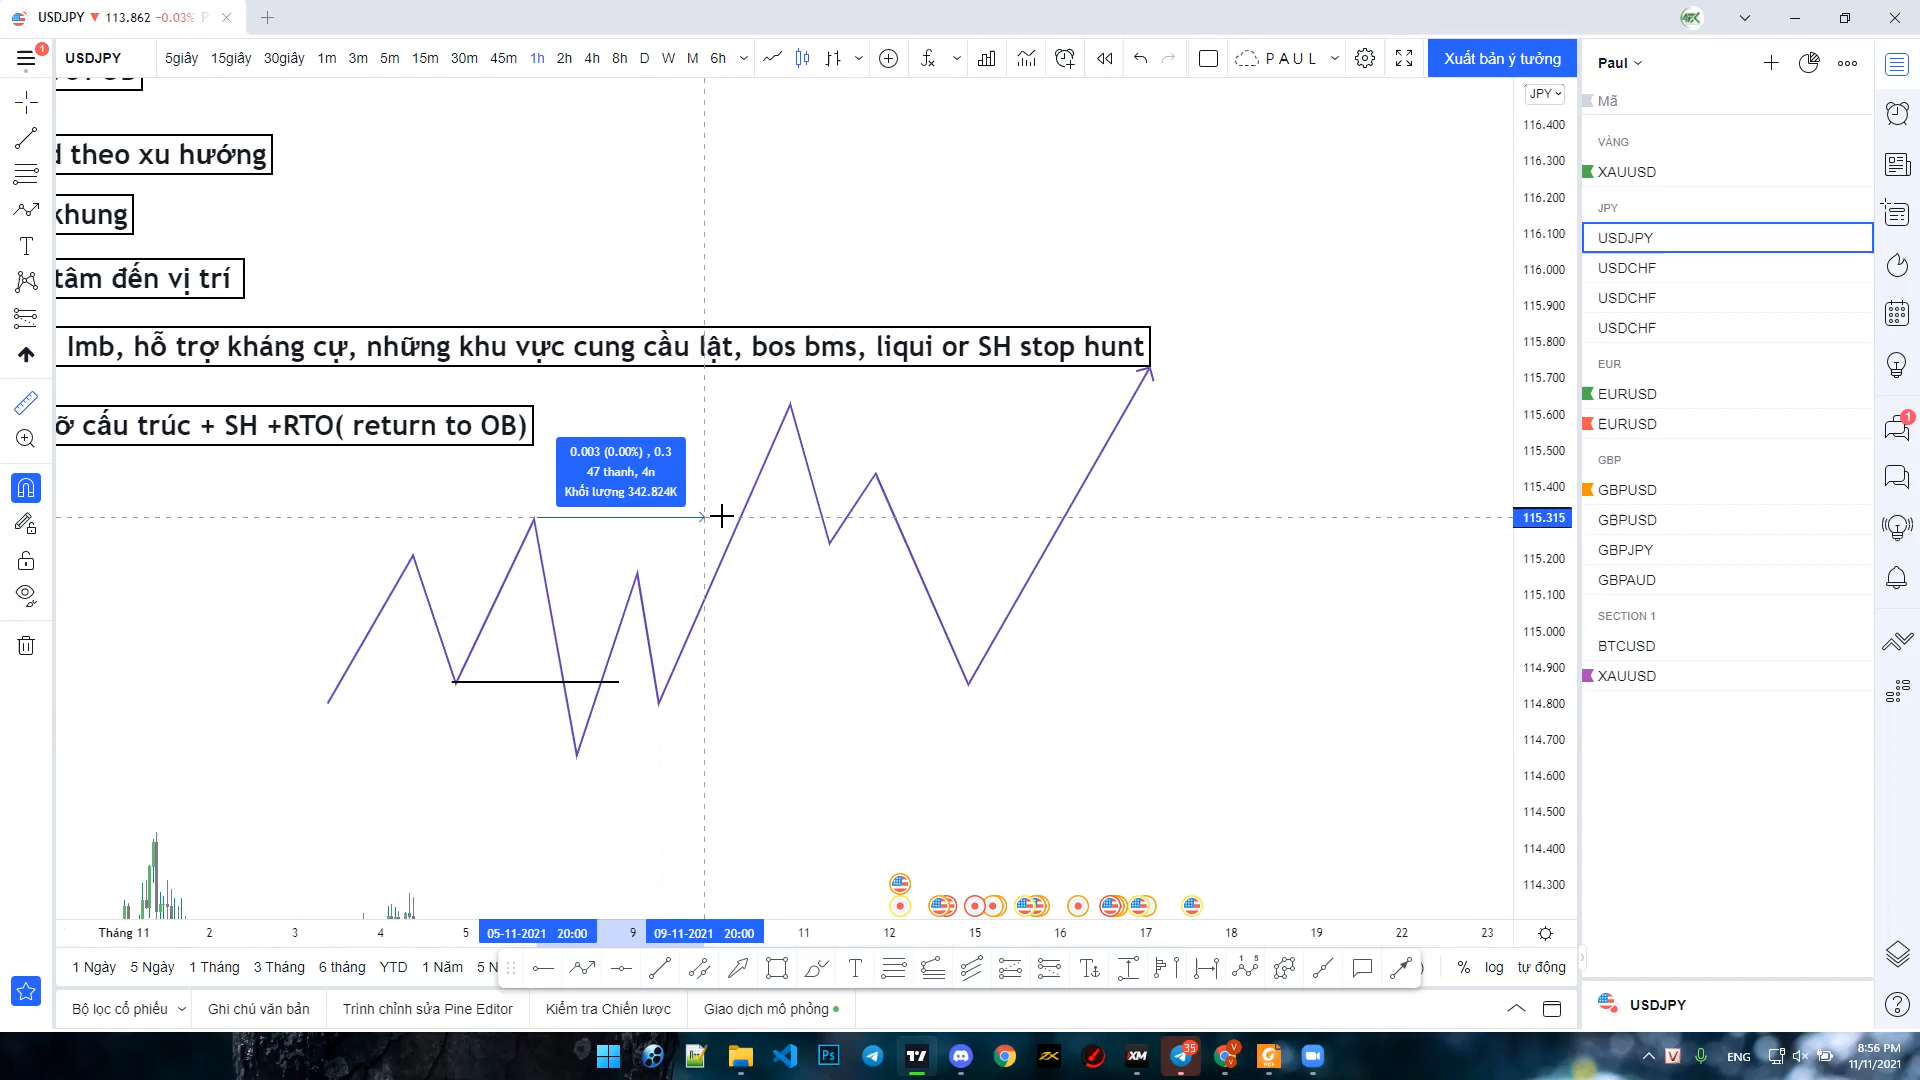 USDJPY 113.862 −0.03% P
USDJPY 5giây 15giây 30giây 1m 3m 5m 15m 30m 45m 1h 2h 4h 8h D W M 6h PAUL Xuất bản ý tưởng
1
theo xu hướng
khung
tâm đến vị trí
Imb, hỗ trợ kháng cự, những khu vực cung cầu lật, bos bms, liqui or SH stop hunt
ỡ cấu trúc + SH +RTO( return to OB)
0.003 (0.00%) , 0.3
47 thanh, 4n
Khối lượng 342.824K
JPY
116.400
116.300
116.200
116.100
116.000
115.900
115.800
115.700
115.600
115.500
115.400
115.315
115.200
115.100
115.000
114.900
114.800
114.700
114.600
114.500
114.400
114.300
Tháng 11 2 3 4 5 05-11-2021 20:00 9 09-11-2021 20:00 11 12 15 16 17 18 19 22 23
1 Ngày 5 Ngày 1 Tháng 3 Tháng 6 tháng YTD 1 Năm 5 N % log tự động
Bộ lọc cổ phiếu Ghi chú văn bản Trình chỉnh sửa Pine Editor Kiểm tra Chiến lược Giao dịch mô phỏng
Paul
Mã
VÀNG
XAUUSD
JPY
USDJPY
USDCHF
USDCHF
USDCHF
EUR
EURUSD
EURUSD
GBP
GBPUSD
GBPUSD
GBPJPY
GBPAUD
SECTION 1
BTCUSD
XAUUSD
USDJPY
1
35
ENG
8:56 PM
11/11/2021